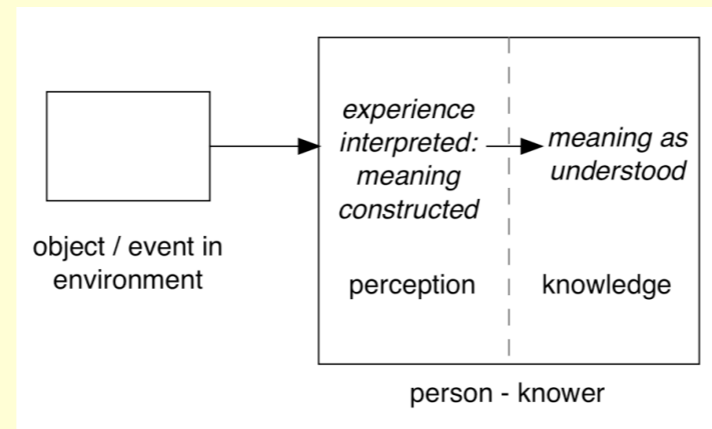 experience
interpreted:
meaning
constructed
meaning as
understood
object / event in
environment
perception
knowledge
person - knower